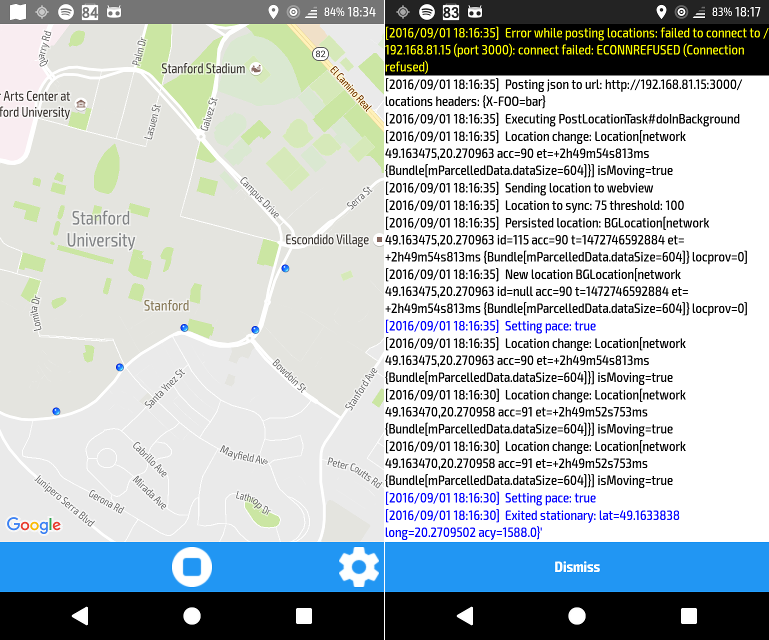 84 84% 18:34
Quarry Rd
Palm Dr
Stanford Stadium
82
El Camino Real
r Arts Center at
nford University
Lasuen St
Galvez St
Campus Drive
Serra St
Stanford
University
Escondido Village
Lomita Dr
Stanford
Santa Ynez St
Bowdoin St
Stanford Ave
Cabrillo Ave
Mayfield Ave
Mirada Ave
Peter Coutts Rd
Gerona Rd
Junipero Serra Blvd
Lathrop Dr
Google
83 83% 18:17
[2016/09/01 18:16:35] Error while posting locations: failed to connect to /
192.168.81.15 (port 3000): connect failed: ECONNREFUSED (Connection
refused)
[2016/09/01 18:16:35] Posting json to url: http://192.168.81.15:3000/
locations headers: {X-FOO=bar}
[2016/09/01 18:16:35] Executing PostLocationTask#doInBackground
[2016/09/01 18:16:35] Location change: Location[network
49.163475,20.270963 acc=90 et=+2h49m54s813ms
{Bundle[mParcelledData.dataSize=604]}] isMoving=true
[2016/09/01 18:16:35] Sending location to webview
[2016/09/01 18:16:35] Location to sync: 75 threshold: 100
[2016/09/01 18:16:35] Persisted location: BGLocation[network
49.163475,20.270963 id=115 acc=90 t=1472746592884 et=
+2h49m54s813ms {Bundle[mParcelledData.dataSize=604]} locprov=0]
[2016/09/01 18:16:35] New location BGLocation[network
49.163475,20.270963 id=null acc=90 t=1472746592884 et=
+2h49m54s813ms {Bundle[mParcelledData.dataSize=604]} locprov=0]
[2016/09/01 18:16:35] Setting pace: true
[2016/09/01 18:16:35] Location change: Location[network
49.163475,20.270963 acc=90 et=+2h49m54s813ms
{Bundle[mParcelledData.dataSize=604]}] isMoving=true
[2016/09/01 18:16:30] Location change: Location[network
49.163470,20.270958 acc=91 et=+2h49m52s753ms
{Bundle[mParcelledData.dataSize=604]}] isMoving=true
[2016/09/01 18:16:30] Location change: Location[network
49.163470,20.270958 acc=91 et=+2h49m52s753ms
{Bundle[mParcelledData.dataSize=604]}] isMoving=true
[2016/09/01 18:16:30] Setting pace: true
[2016/09/01 18:16:30] Exited stationary: lat=49.1633838
long=20.2709502 acy=1588.0}'
Dismiss